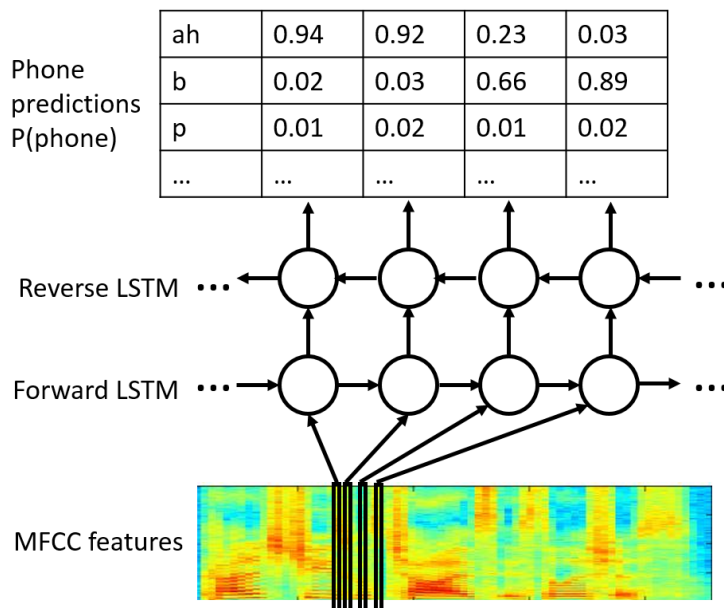 ah 0.94 0.92 0.23 0.03
Phone
predictions
P(phone)
b 0.02 0.03 0.66 0.89
p 0.01 0.02 0.01 0.02
... ... ... ... ...
Reverse LSTM ... ...
Forward LSTM ... ...
MFCC features